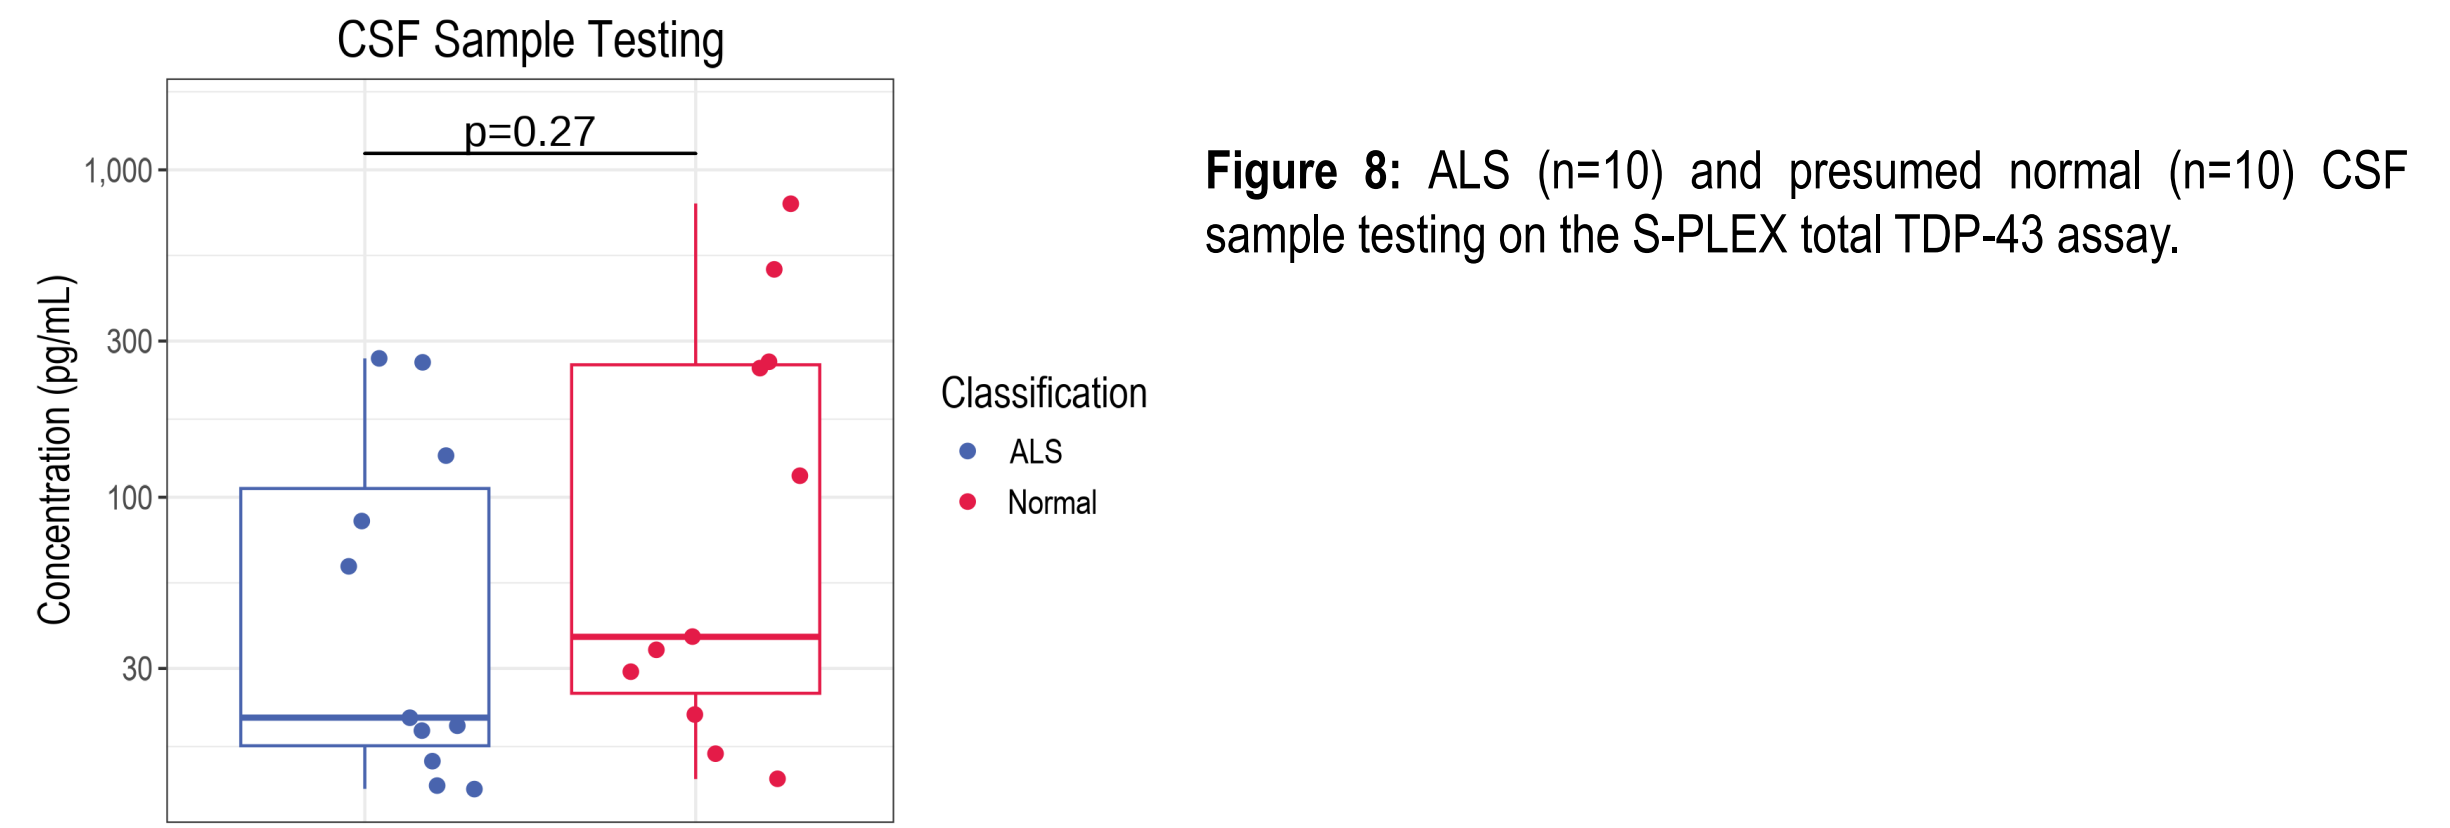 CSF Sample Testing
p=0.27
1,000
300
100
30
Concentration (pg/mL)
Classification
ALS
Normal
Figure 8: ALS (n=10) and presumed normal (n=10) CSF
sample testing on the S-PLEX total TDP-43 assay.